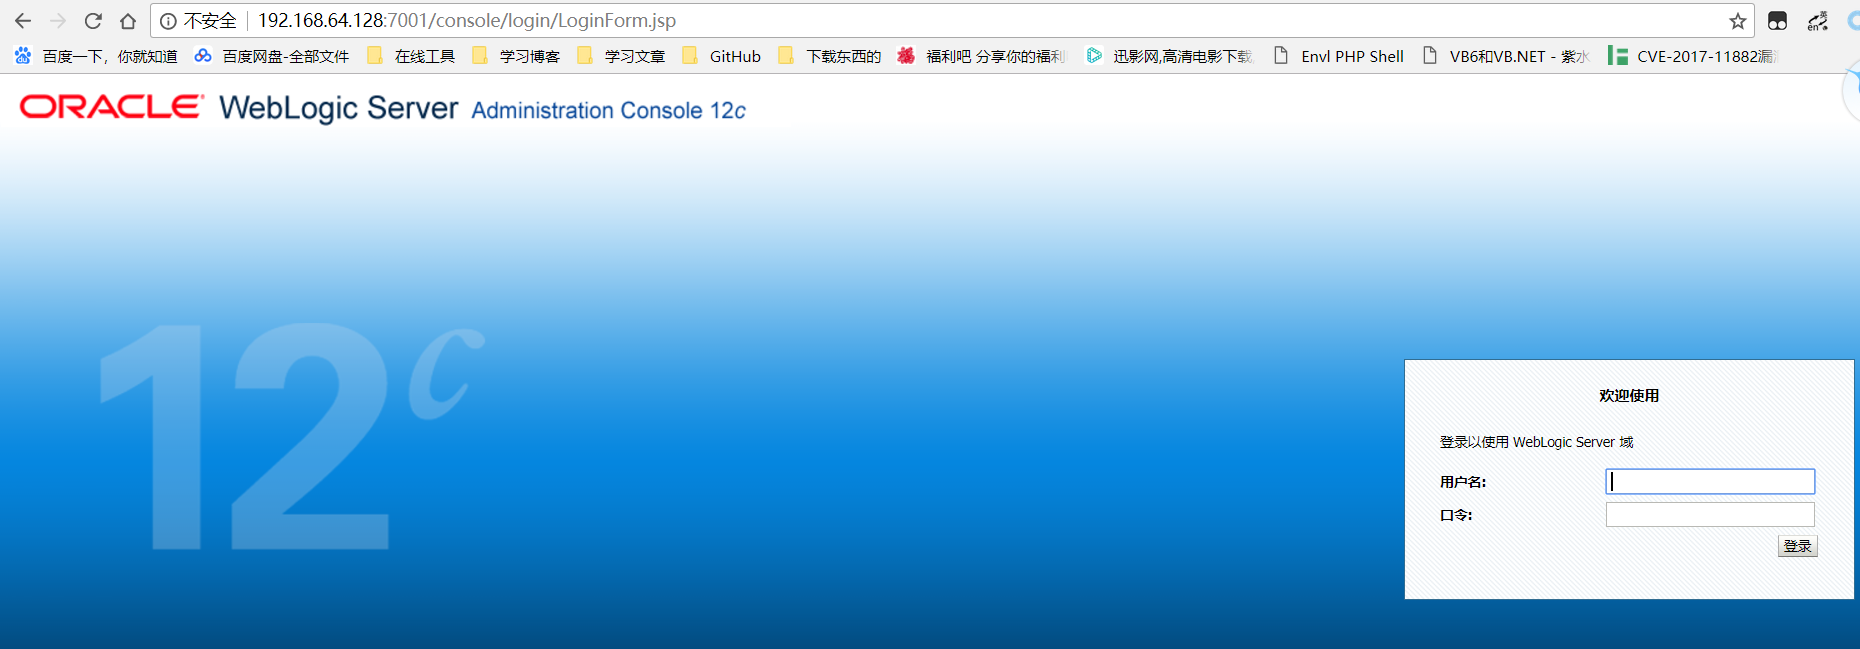 不安全 192.168.64.128:7001/console/login/LoginForm.jsp
百度一下，你就知道 百度网盘-全部文件 在线工具 学习博客 学习文章 GitHub 下载东西的 福利吧 分享你的福利 迅影网,高清电影下载 Envl PHP Shell VB6和VB.NET - 紫水 CVE-2017-11882漏
ORACLE WebLogic Server Administration Console 12c
12c
欢迎使用
登录以使用 WebLogic Server 域
用户名:
口令:
登录